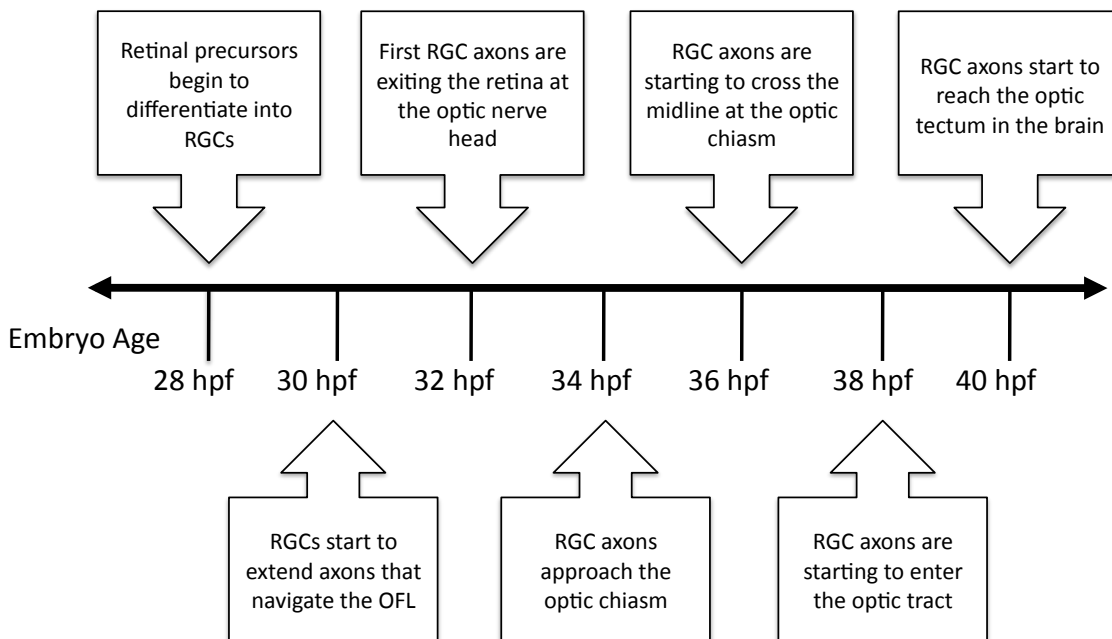 Retinal precursors
begin to
differentiate into
RGCs
First RGC axons are
exiting the retina at
the optic nerve
head
RGC axons are
starting to cross the
midline at the optic
chiasm
RGC axons start to
reach the optic
tectum in the brain
Embryo Age
28 hpf
30 hpf
32 hpf
34 hpf
36 hpf
38 hpf
40 hpf
RGCs start to
extend axons that
navigate the OFL
RGC axons
approach the
optic chiasm
RGC axons are
starting to enter
the optic tract